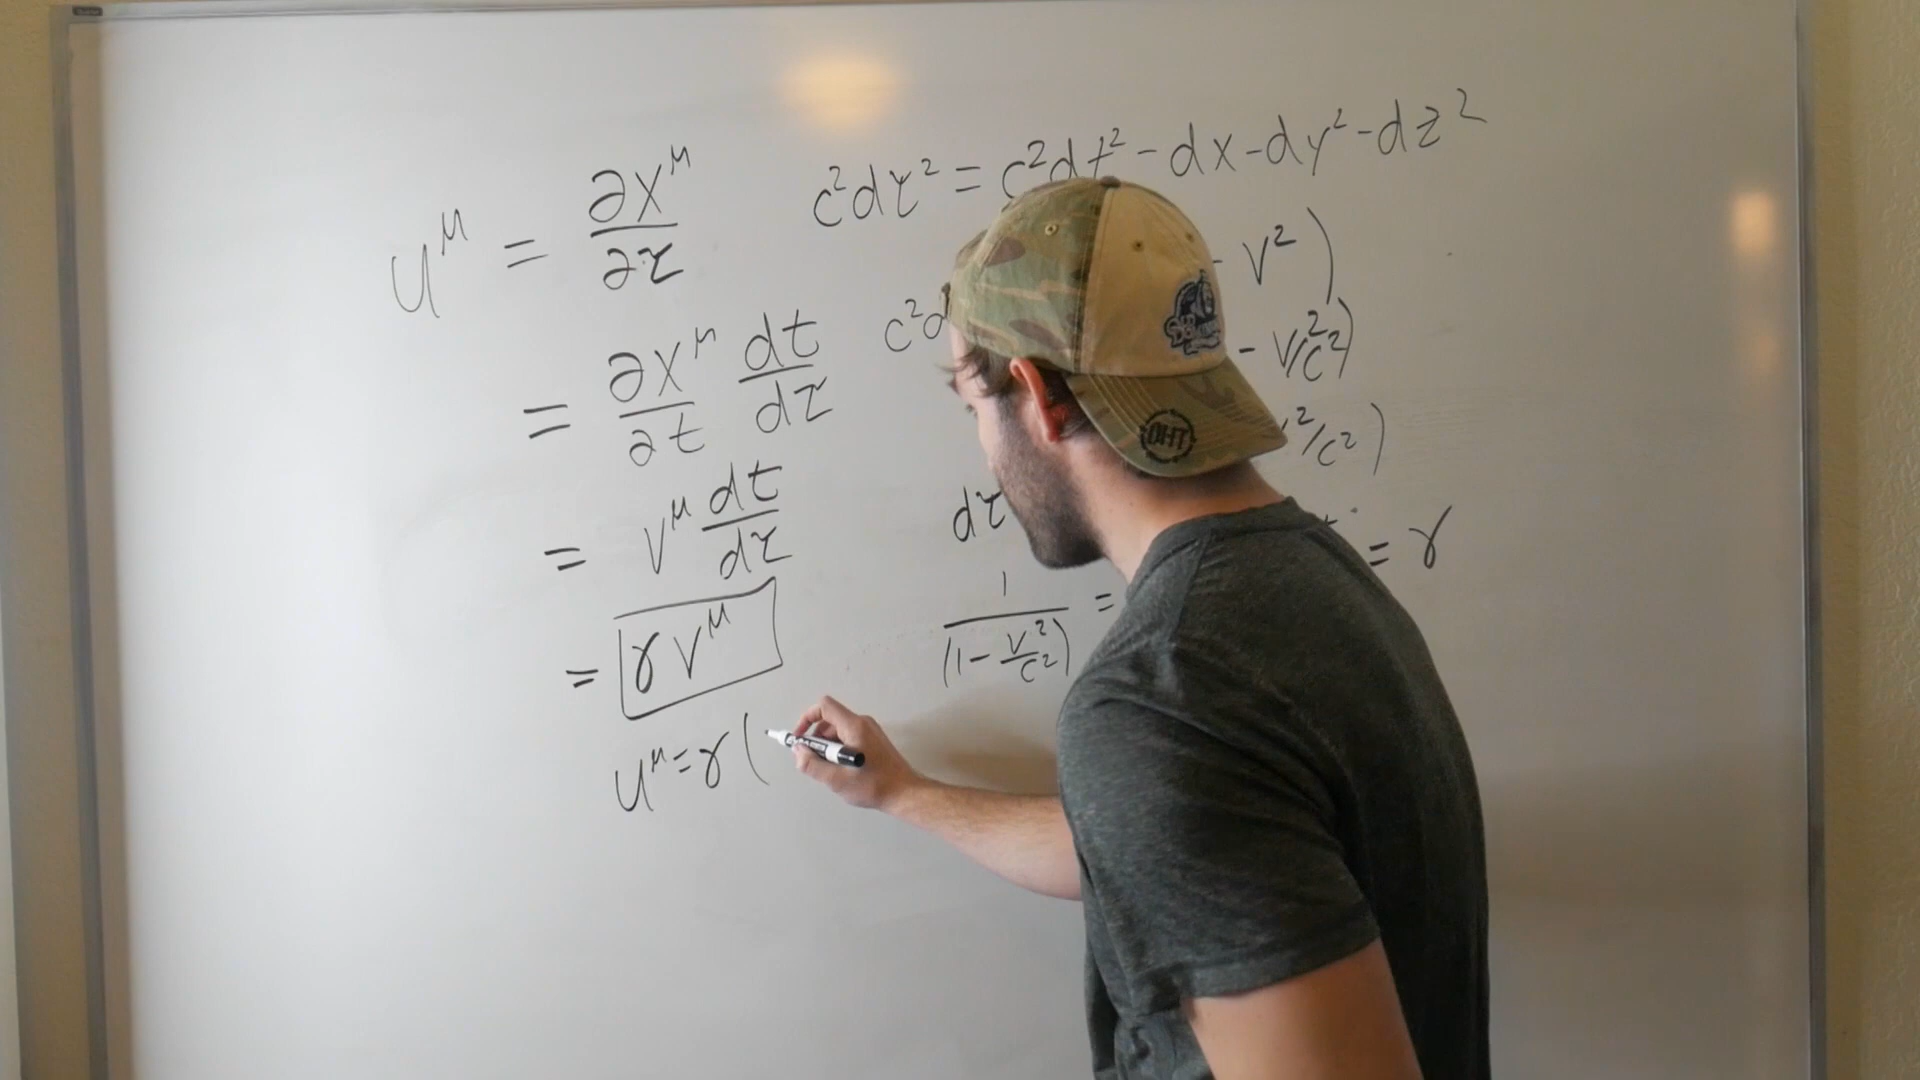 u^μ = ∂x^μ/∂τ
= ∂x^μ/∂t dt/dτ
= v^μ dt/dτ
= γv^μ
u^μ = γ(
c²dτ² = c²dt² - dx - dy² - dz²
c²d - v²)
- v²/c²)
²/c²)
dτ = γ
1/(1 - v²/c²) =
OHT